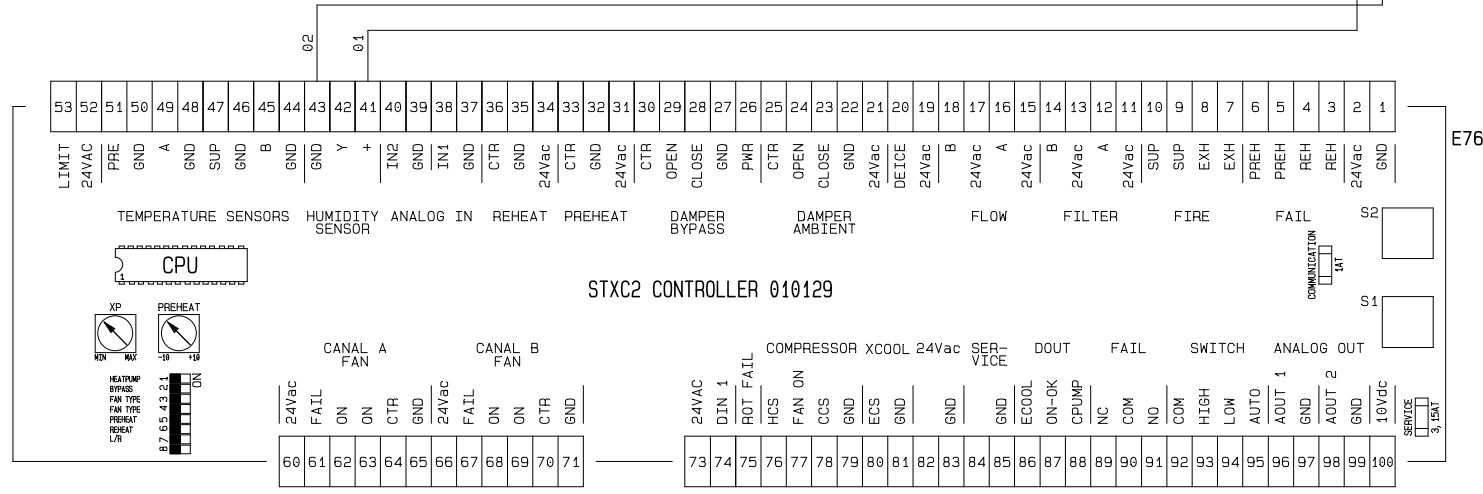 02 01
53 52 51 50 49 48 47 46 45 44 43 42 41 40 39 38 37 36 35 34 33 32 31 30 29 28 27 26 25 24 23 22 21 20 19 18 17 16 15 14 13 12 11 10 9 8 7 6 5 4 3 2 1
E76
LIMIT 24VAC PRE GND A GND SUP GND B GND GND Y + IN2 GND IN1 GND CTR GND 24Vac CTR GND 24Vac CTR OPEN CLOSE GND PWR CTR OPEN CLOSE GND 24Vac DEICE 24Vac B 24Vac A 24Vac B 24Vac A 24Vac SUP SUP EXH EXH PREH PREH REH REH 24Vac GND
TEMPERATURE SENSORS HUMIDITY ANALOG IN REHEAT PREHEAT DAMPER DAMPER FLOW FILTER FIRE FAIL S2
SENSOR BYPASS AMBIENT
CPU
1
COMMUNICATION
1AT
STXC2 CONTROLLER 010129
XP PREHEAT S1
MIN MAX -10 +10
CANAL A CANAL B COMPRESSOR XCOOL 24Vac SER- DOUT FAIL SWITCH ANALOG OUT
FAN FAN VICE
ON
HEATPUMP 1
BYPASS 2
FAN TYPE 3
FAN TYPE 4
PREHEAT 5
REHEAT 6
L/R 7
8
24Vac FAIL ON ON CTR GND 24Vac FAIL ON ON CTR GND 24VAC DIN 1 ROT FAIL HCS FAN ON CCS GND ECS GND GND GND ECOOL ON-OK CPUMP NC COM NO COM HIGH LOW AUTO AOUT 1 GND AOUT 2 GND 10Vdc
SERVICE
3,15AT
60 61 62 63 64 65 66 67 68 69 70 71 73 74 75 76 77 78 79 80 81 82 83 84 85 86 87 88 89 90 91 92 93 94 95 96 97 98 99 100